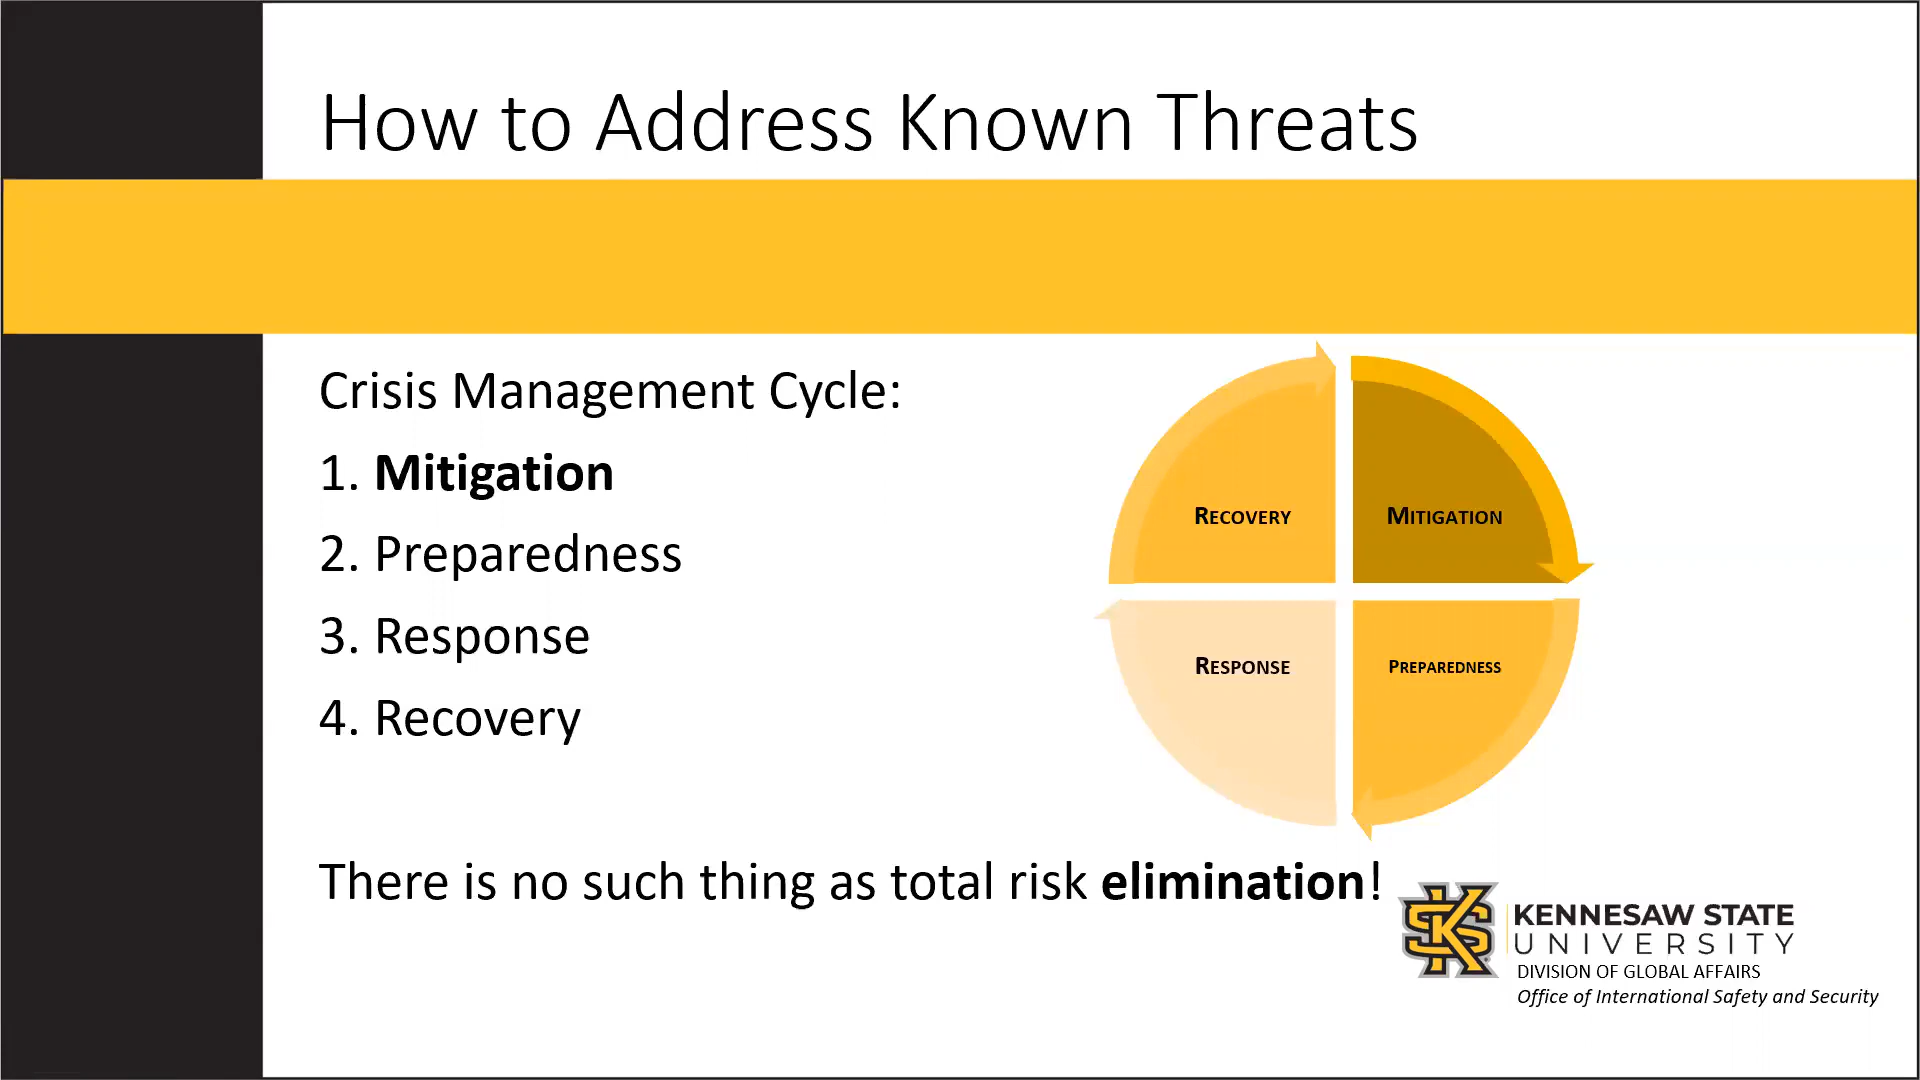 How to Address Known Threats
Crisis Management Cycle:
1. Mitigation
2. Preparedness
3. Response
4. Recovery
RECOVERY
MITIGATION
RESPONSE
PREPAREDNESS
There is no such thing as total risk elimination!
KS
KENNESAW STATE
UNIVERSITY
DIVISION OF GLOBAL AFFAIRS
Office of International Safety and Security